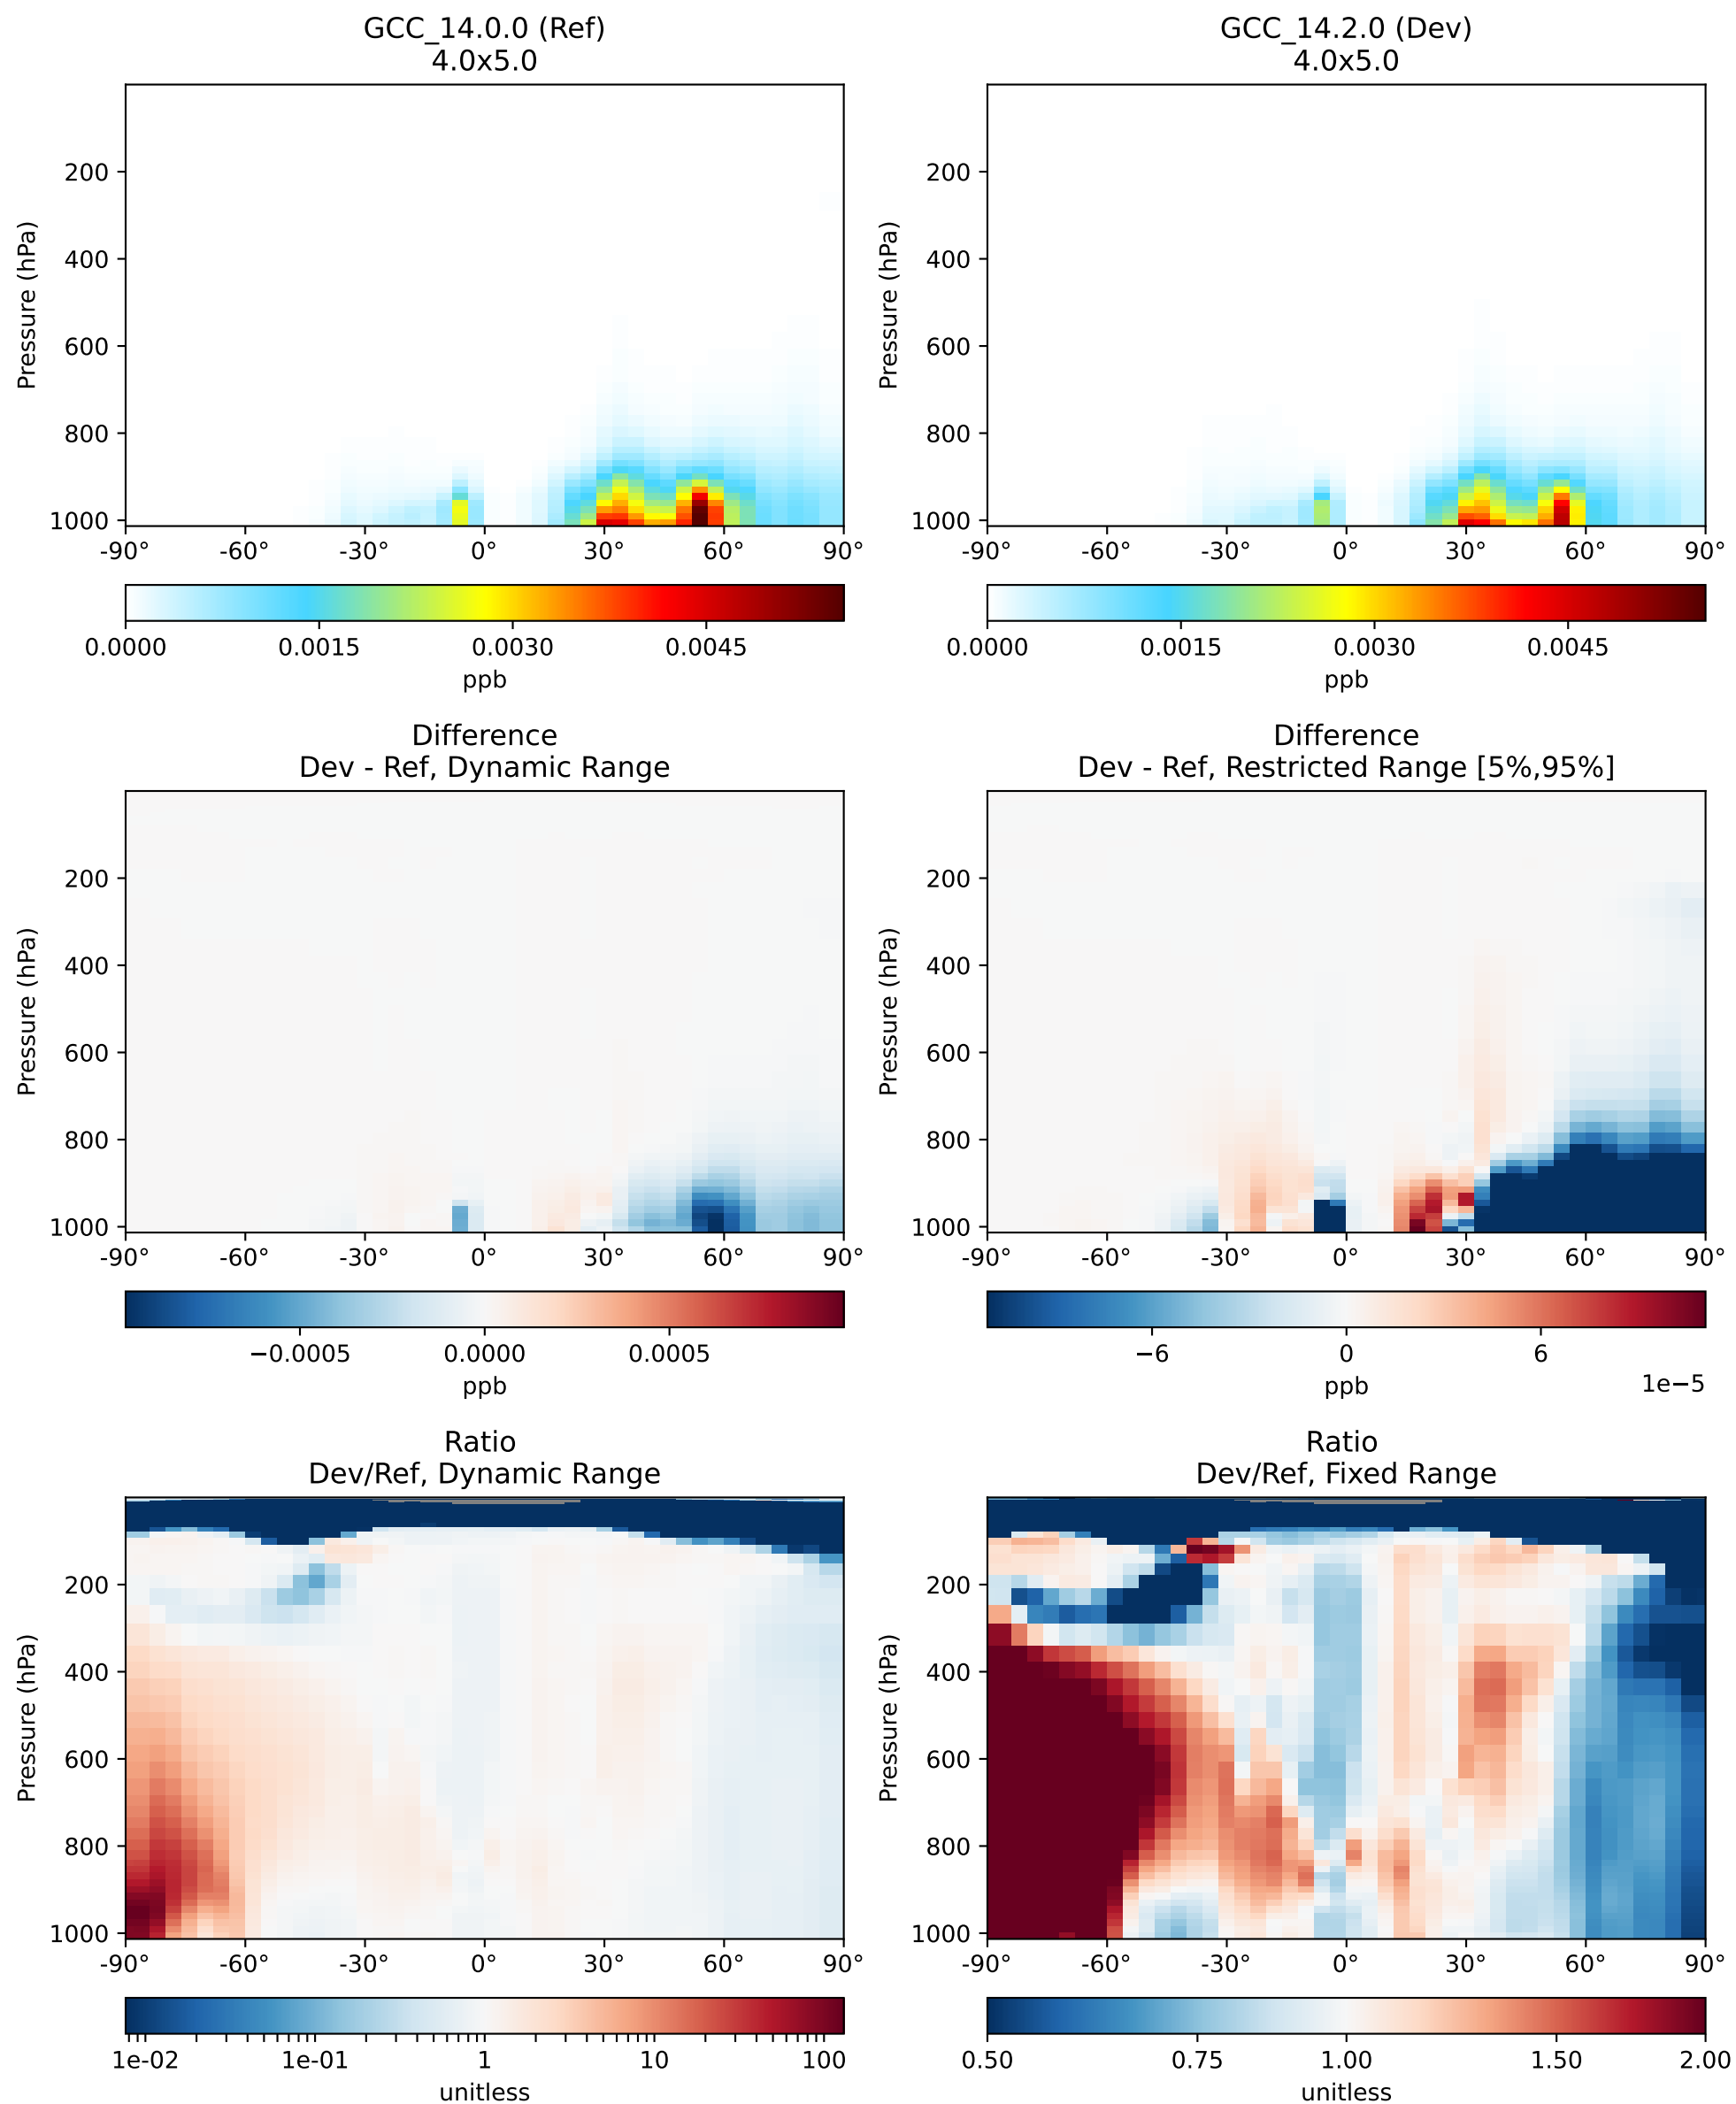 GCC_14.0.0 (Ref)
4.0x5.0
GCC_14.2.0 (Dev)
4.0x5.0
Pressure (hPa)
200
400
600
800
1000
-90° -60° -30° 0° 30° 60° 90°
0.0000 0.0015 0.0030 0.0045
ppb
Pressure (hPa)
200
400
600
800
1000
-90° -60° -30° 0° 30° 60° 90°
0.0000 0.0015 0.0030 0.0045
ppb
Difference
Dev - Ref, Dynamic Range
Pressure (hPa)
200
400
600
800
1000
-90° -60° -30° 0° 30° 60° 90°
−0.0005 0.0000 0.0005
ppb
Difference
Dev - Ref, Restricted Range [5%,95%]
Pressure (hPa)
200
400
600
800
1000
-90° -60° -30° 0° 30° 60° 90°
−6 0 6
ppb
1e−5
Ratio
Dev/Ref, Dynamic Range
Pressure (hPa)
200
400
600
800
1000
-90° -60° -30° 0° 30° 60° 90°
1e-02 1e-01 1 10 100
unitless
Ratio
Dev/Ref, Fixed Range
Pressure (hPa)
200
400
600
800
1000
-90° -60° -30° 0° 30° 60° 90°
0.50 0.75 1.00 1.50 2.00
unitless